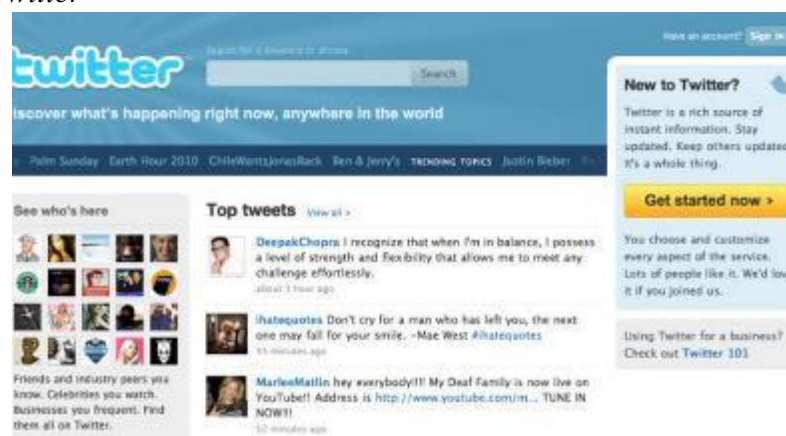 twitter
Search for a keyword or phrase
Search
Have an account? Sign in
iscover what's happening right now, anywhere in the world
Palm Sunday Earth Hour 2010 ChileWantsJonasBack Ben & Jerry's TRENDING TOPICS Justin Bieber
New to Twitter?
Twitter is a rich source of
instant information. Stay
updated. Keep others updated
It's a whole thing.
Get started now ›
You choose and customize
every aspect of the service.
Lots of people like it. We'd lov
it if you joined us.
Using Twitter for a business?
Check out Twitter 101
See who's here
Friends and industry peers you
know. Celebrities you watch.
Businesses you frequent. Find
them all on Twitter.
Top tweets View all ›
DeepakChopra I recognize that when I'm in balance, I possess
a level of strength and flexibility that allows me to meet any
challenge effortlessly.
about 1 hour ago
ihatequotes Don't cry for a man who has left you, the next
one may fall for your smile. -Mae West #ihatequotes
minutes ago
MarleeMatlin hey everybody!!!! My Deaf Family is now live on
YouTube!! Address is http://www.youtube.com/m... TUNE IN
NOW!!!
52 minutes ago